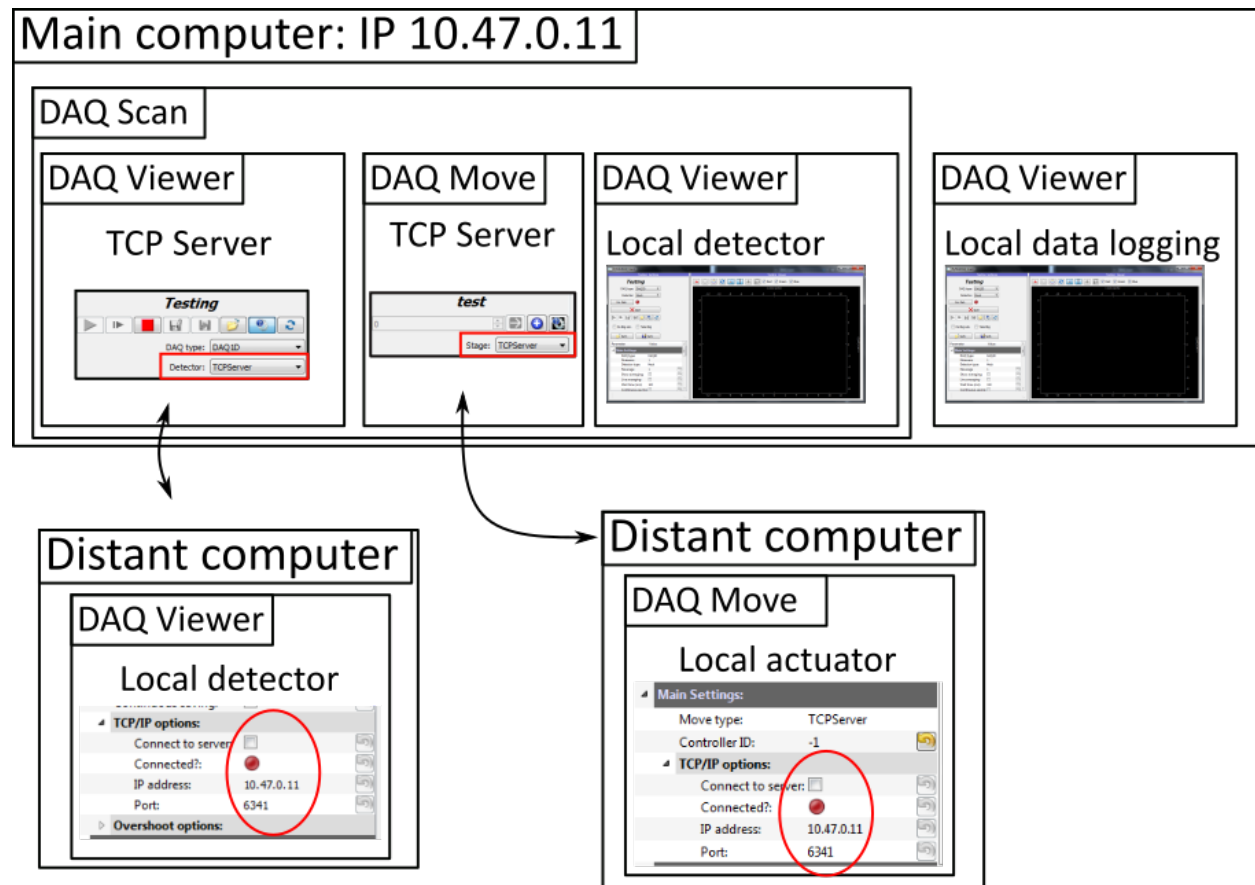 Main computer: IP 10.47.0.11
DAQ Scan
DAQ Viewer
TCP Server
Testing
DAQ type: DAQ1D
Detector: TCPServer
DAQ Move
TCP Server
test
0
Stage: TCPServer
DAQ Viewer
Local detector
Testing
DAQ Viewer
Local data logging
Testing
Distant computer
DAQ Viewer
Local detector
TCP/IP options:
Connect to server:
Connected?:
IP address: 10.47.0.11
Port: 6341
Overshoot options:
Distant computer
DAQ Move
Local actuator
Main Settings:
Move type: TCPServer
Controller ID: -1
TCP/IP options:
Connect to server:
Connected?:
IP address: 10.47.0.11
Port: 6341